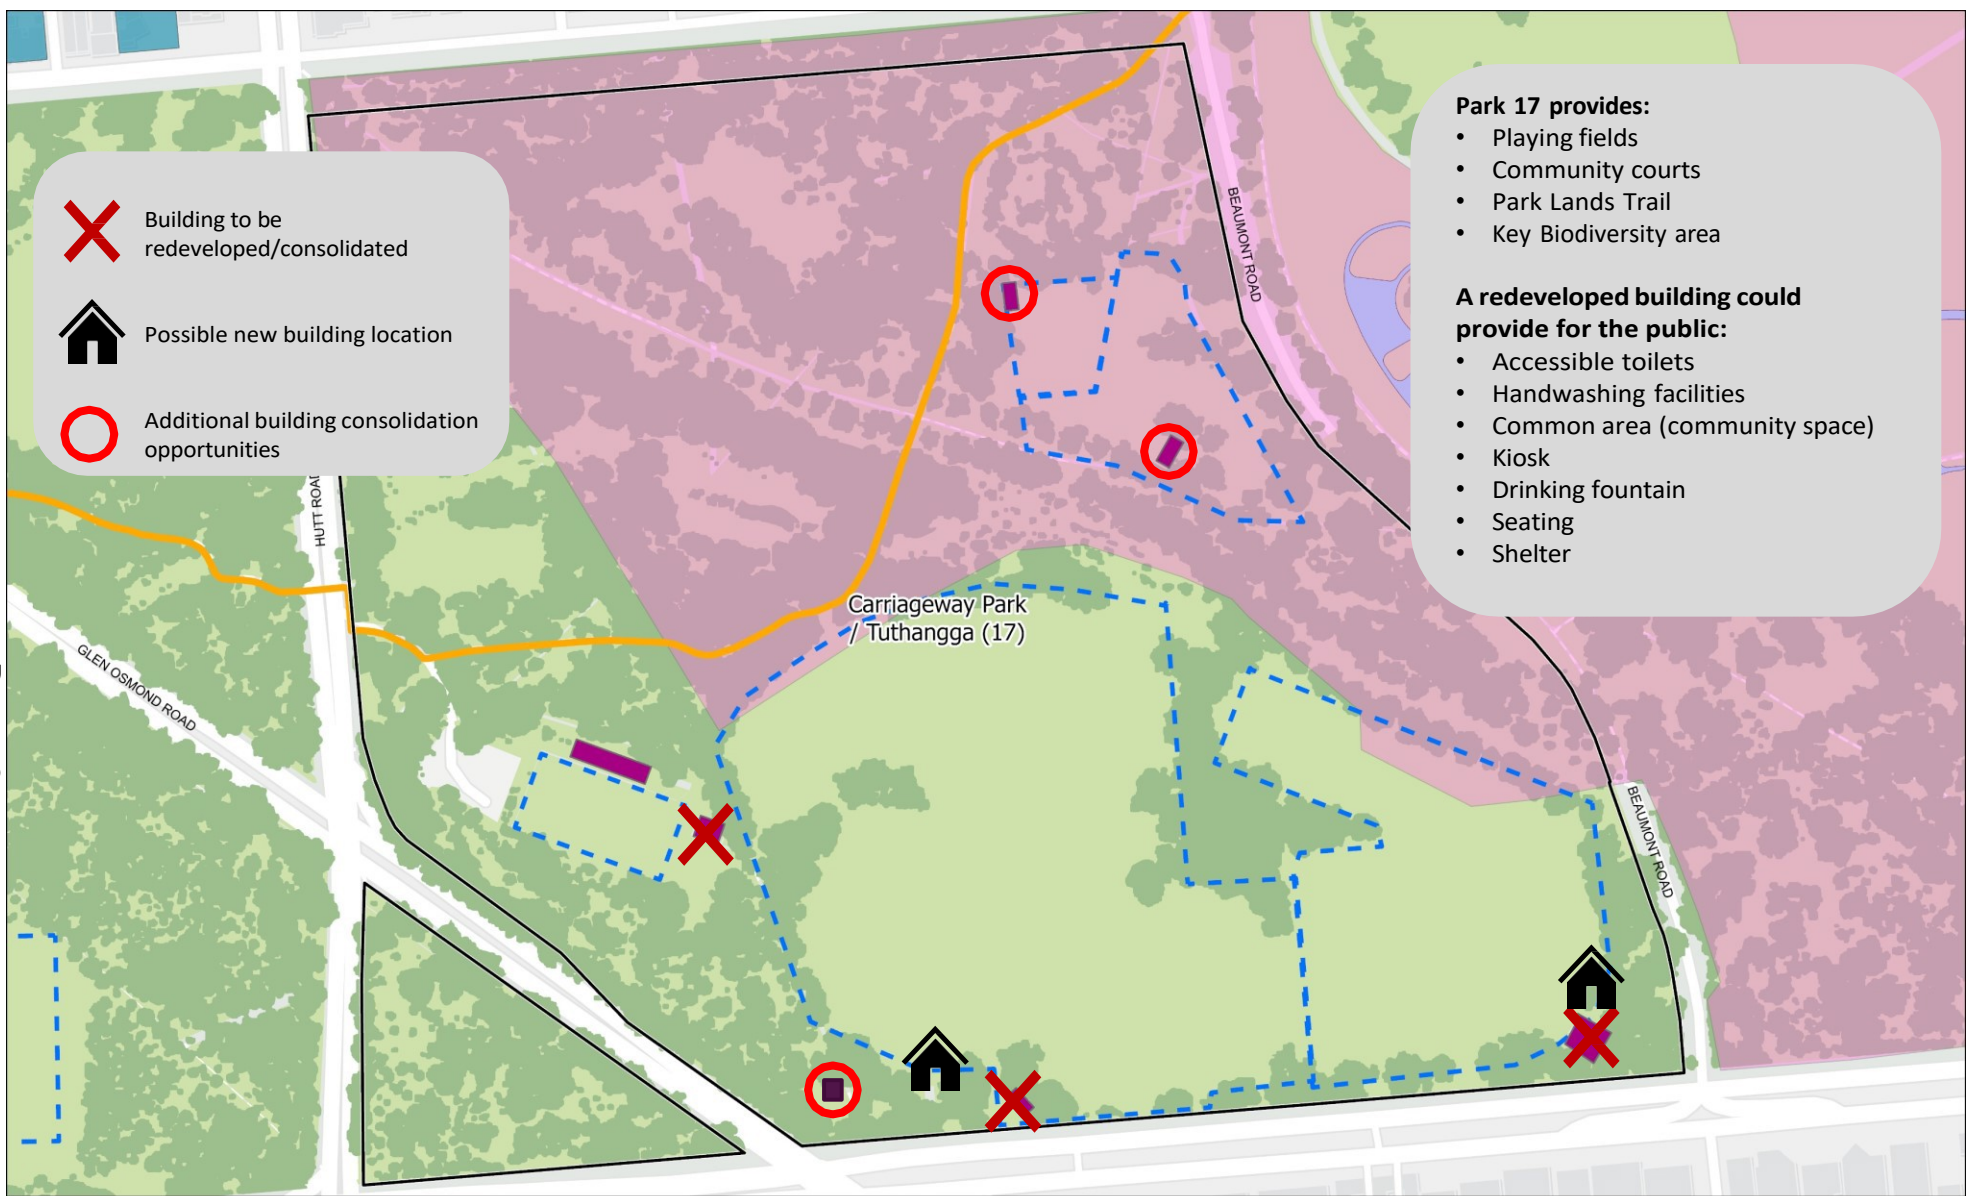 Building to be
redeveloped/consolidated
Possible new building location
Additional building consolidation
opportunities
Park 17 provides:
• Playing fields
• Community courts
• Park Lands Trail
• Key Biodiversity area
A redeveloped building could
provide for the public:
• Accessible toilets
• Handwashing facilities
• Common area (community space)
• Kiosk
• Drinking fountain
• Seating
• Shelter
BEAUMONT ROAD
HUTT ROAD
GLEN OSMOND ROAD
Carriageway Park
/ Tuthangga (17)
BEAUMONT ROAD